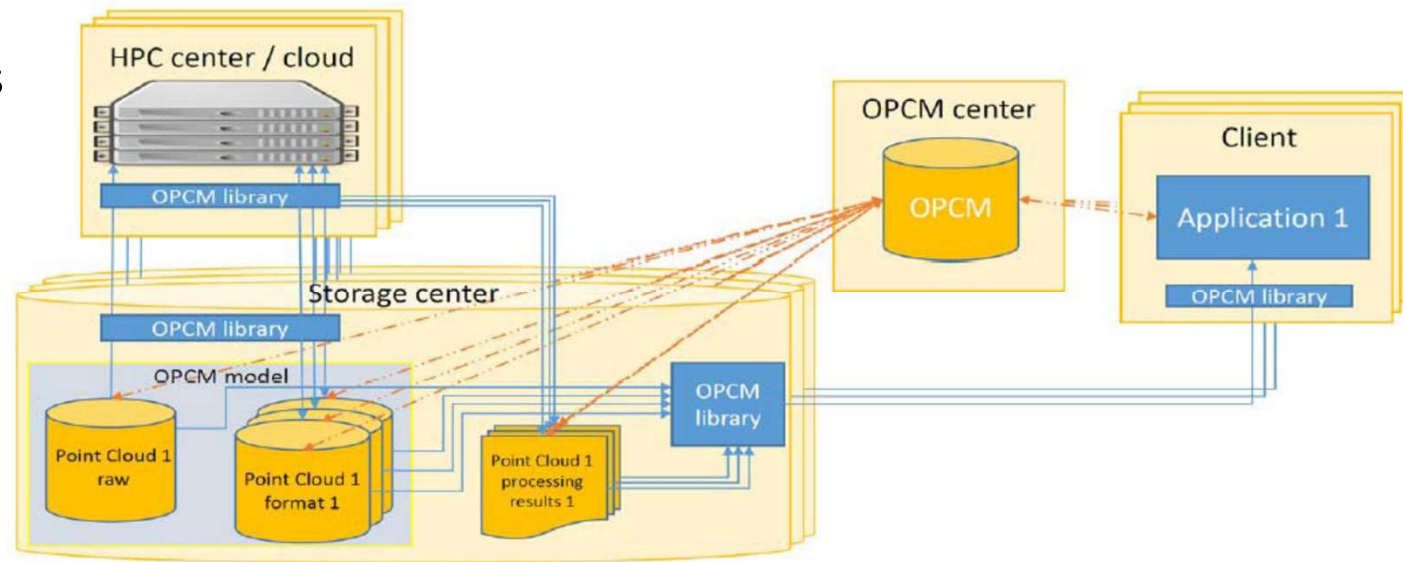 s
HPC center / cloud
OPCM library
Storage center
OPCM library
OPCM model
Point Cloud 1
raw
Point Cloud 1
format 1
Point Cloud 1
processing
results 1
OPCM
library
OPCM center
OPCM
Client
Application 1
OPCM library